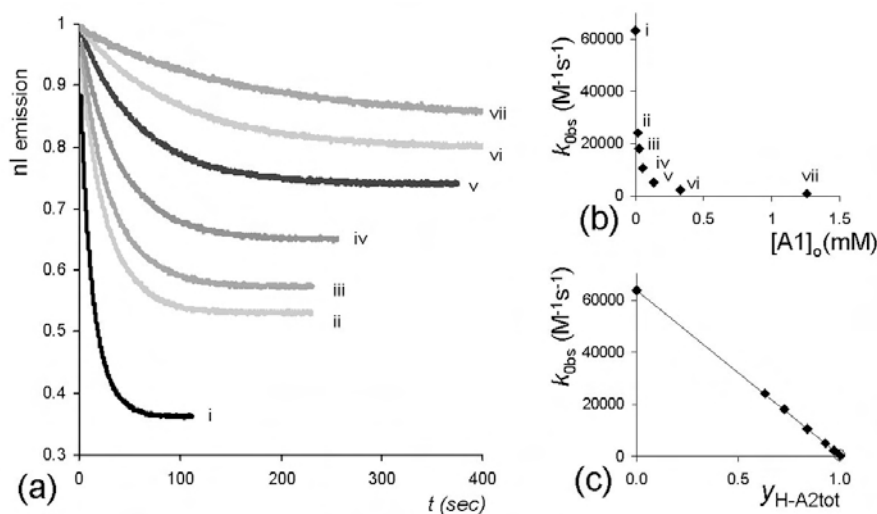 1
0.9
0.8
0.7
0.6
0.5
0.4
0.3
nI emission
vii
vi
v
iv
iii
ii
i
0 100 200 300 400
t (sec)
(a)
60000
40000
20000
0
k0bs (M-1s-1)
i
ii
iii
iv
v
vi
vii
0 0.5 1 1.5
[A1]o(mM)
(b)
60000
40000
20000
0
k0bs (M-1s-1)
0.0 0.5 1.0
yH-A2tot
(c)